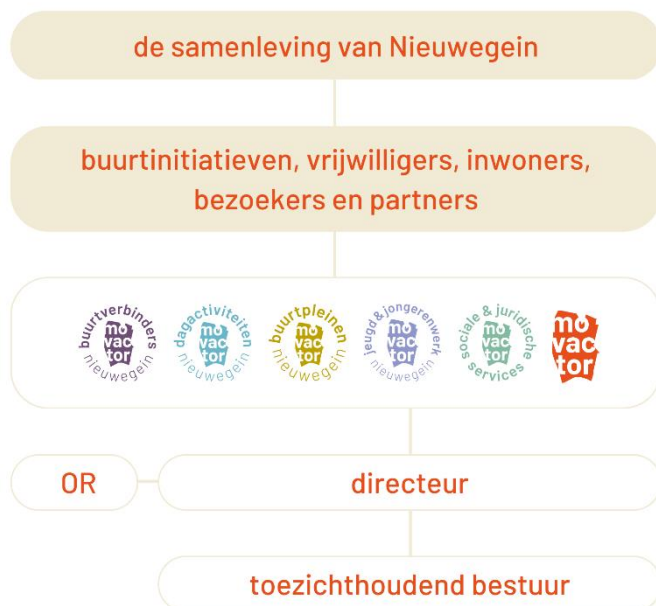 de samenleving van Nieuwegein
buurtinitiatieven, vrijwilligers, inwoners,
bezoekers en partners
buurtverbinders
mo
vac
tor
nieuwegein
dagactiviteiten
mo
vac
tor
nieuwegein
buurtpleinen
mo
vac
tor
nieuwegein
jeugd & jongerenwerk
mo
vac
tor
nieuwegein
sociale & juridische
mo
vac
tor
services
mo
vac
tor
OR
directeur
toezichthoudend bestuur